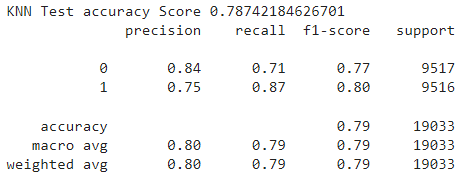 KNN Test accuracy Score 0.78742184626701
precision recall f1-score support
0 0.84 0.71 0.77 9517
1 0.75 0.87 0.80 9516
accuracy 0.79 19033
macro avg 0.80 0.79 0.79 19033
weighted avg 0.80 0.79 0.79 19033